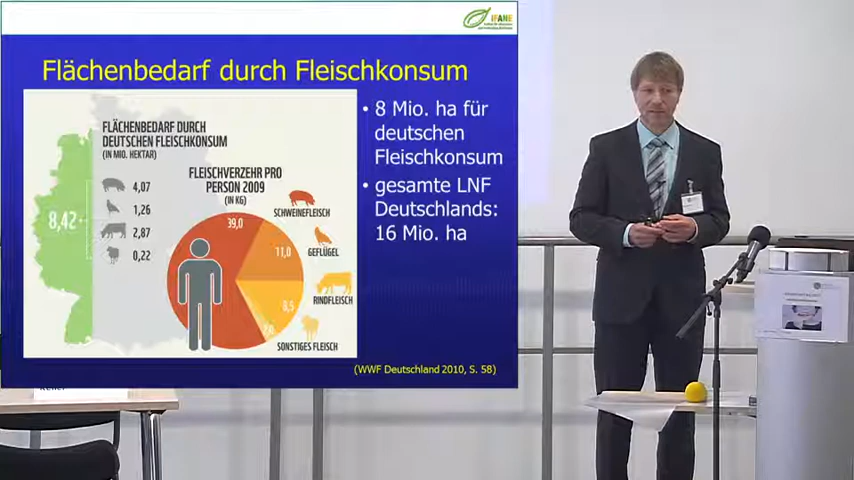 IFANE
Flächenbedarf durch Fleischkonsum
FLÄCHENBEDARF DURCH
DEUTSCHEN FLEISCHKONSUM
(IN MIO. HEKTAR)
8,42
4,07
1,26
2,87
0,22
FLEISCHVERZEHR PRO
PERSON 2009
(IN KG)
39,0
SCHWEINEFLEISCH
11,0
GEFLÜGEL
8,5
RINDFLEISCH
SONSTIGES FLEISCH
• 8 Mio. ha für
deutschen
Fleischkonsum
• gesamte LNF
Deutschlands:
16 Mio. ha
(WWF Deutschland 2010, S. 58)